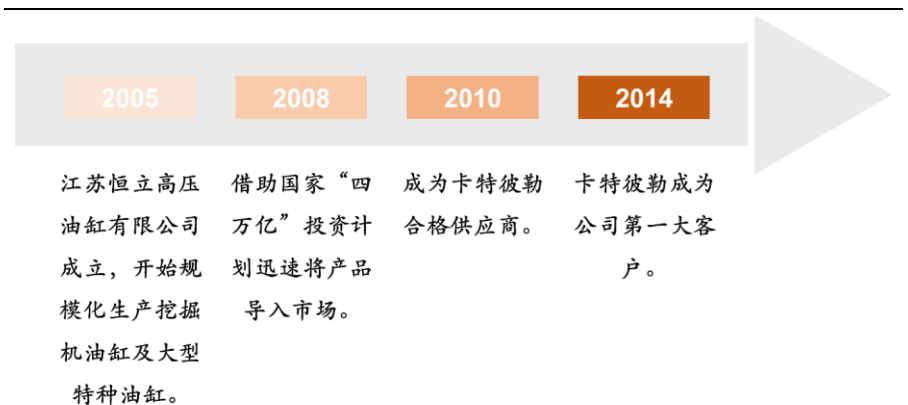 2005
2008
2010
2014
江苏恒立高压
油缸有限公司
成立，开始规
模化生产挖掘
机油缸及大型
特种油缸。
借助国家“四
万亿”投资计
划迅速将产品
导入市场。
成为卡特彼勒
合格供应商。
卡特彼勒成为
公司第一大客
户。